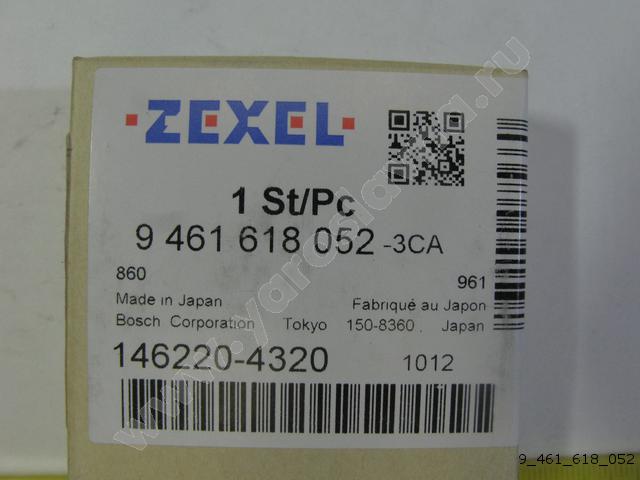 ZEXEL
1 St/Pc
9 461 618 052 -3CA
860 961
Made in Japan Fabriqué au Japon
Bosch Corporation Tokyo 150-8360, Japan
146220-4320 1012
www.yarodiar.ru
9_461_618_052